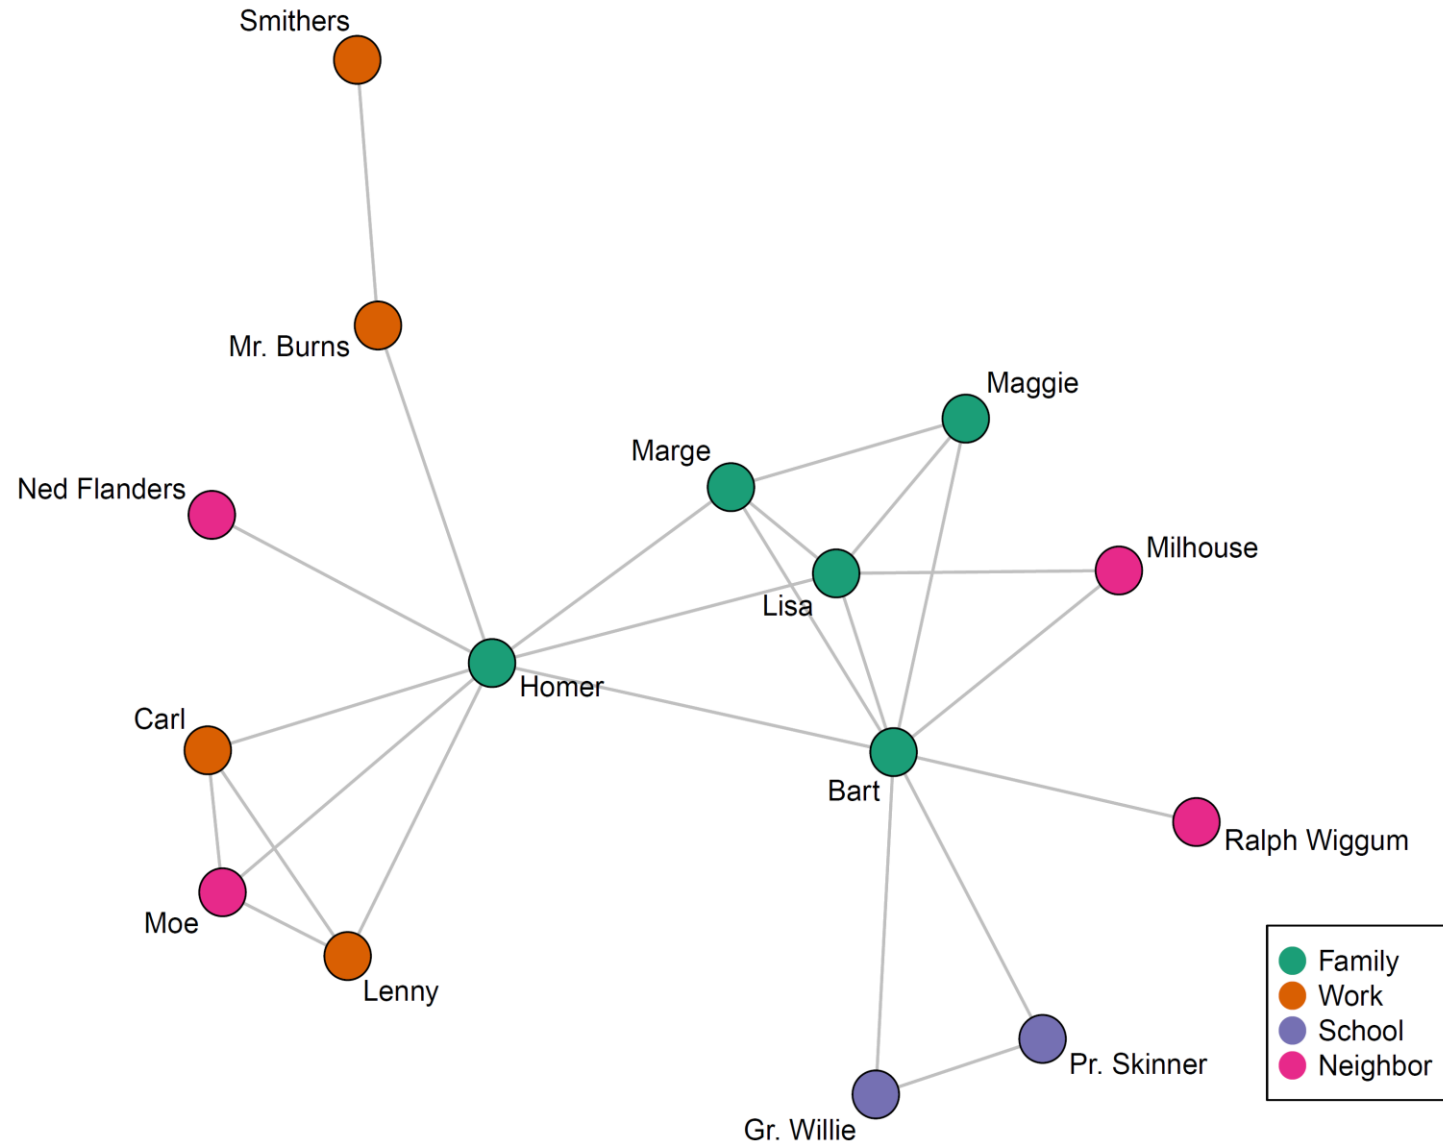 Smithers
Mr. Burns
Maggie
Marge
Ned Flanders
Milhouse
Lisa
Homer
Carl
Bart
Ralph Wiggum
Moe
Lenny
Family
Work
School
Neighbor
Pr. Skinner
Gr. Willie